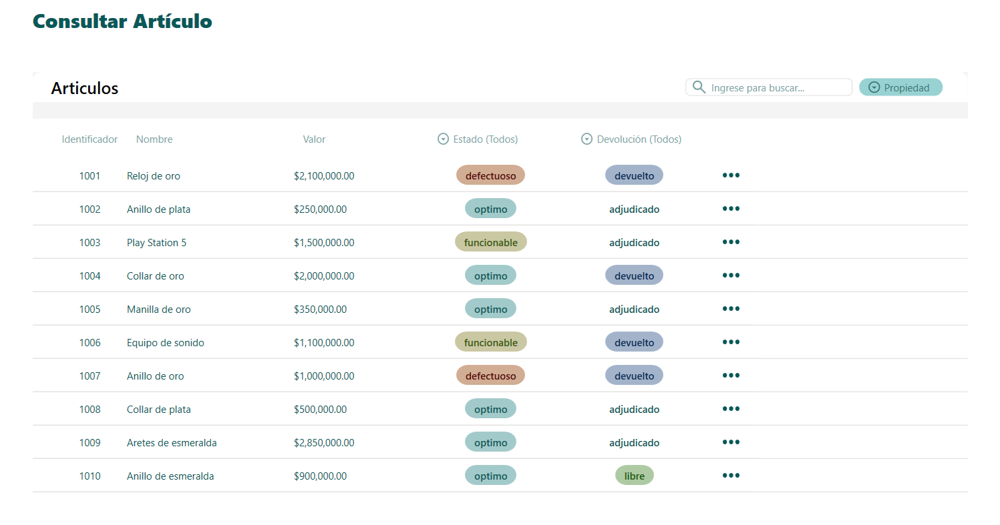 Consultar Artículo
Articulos
Ingrese para buscar...
Propiedad
Identificador Nombre Valor Estado (Todos) Devolución (Todos)
1001 Reloj de oro $2,100,000.00 defectuoso devuelto
1002 Anillo de plata $250,000.00 optimo adjudicado
1003 Play Station 5 $1,500,000.00 funcionable adjudicado
1004 Collar de oro $2,000,000.00 optimo devuelto
1005 Manilla de oro $350,000.00 optimo adjudicado
1006 Equipo de sonido $1,100,000.00 funcionable devuelto
1007 Anillo de oro $1,000,000.00 defectuoso devuelto
1008 Collar de plata $500,000.00 optimo adjudicado
1009 Aretes de esmeralda $2,850,000.00 optimo adjudicado
1010 Anillo de esmeralda $900,000.00 optimo libre